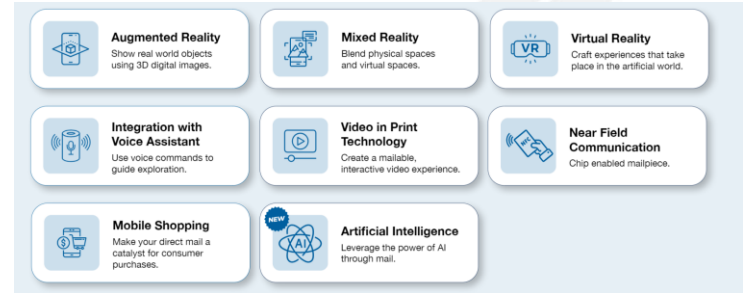 Augmented Reality
Show real world objects
using 3D digital images.
Mixed Reality
Blend physical spaces
and virtual spaces.
VR
Virtual Reality
Craft experiences that take
place in the artificial world.
Integration with
Voice Assistant
Use voice commands to
guide exploration.
Video in Print
Technology
Create a mailable,
interactive video experience.
NFC
Near Field
Communication
Chip enabled mailpiece.
$
Mobile Shopping
Make your direct mail a
catalyst for consumer
purchases.
NEW
AI
Artificial Intelligence
Leverage the power of AI
through mail.